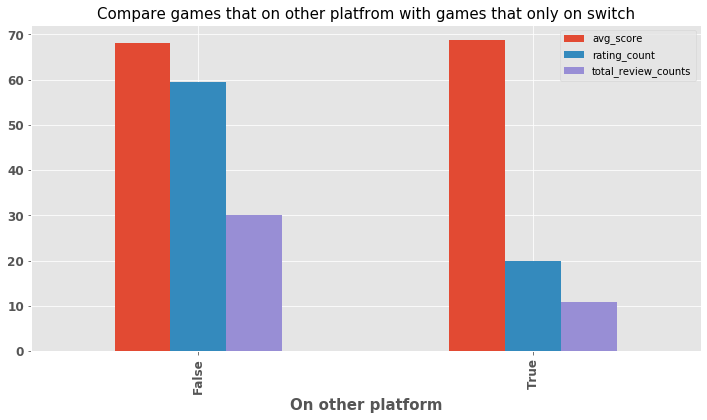 Compare games that on other platfrom with games that only on switch
avg_score
rating_count
total_review_counts
70
60
50
40
30
20
10
0
False
True
On other platform